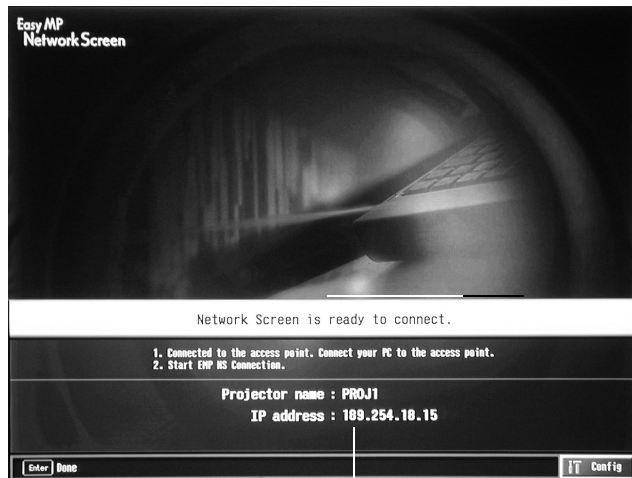 Easy MP
Network Screen
Network Screen is ready to connect.
1. Connected to the access point. Connect your PC to the access point.
2. Start EMP NS Connection.
Projector name : PROJ1
IP address : 189.254.18.15
Enter Done
Config